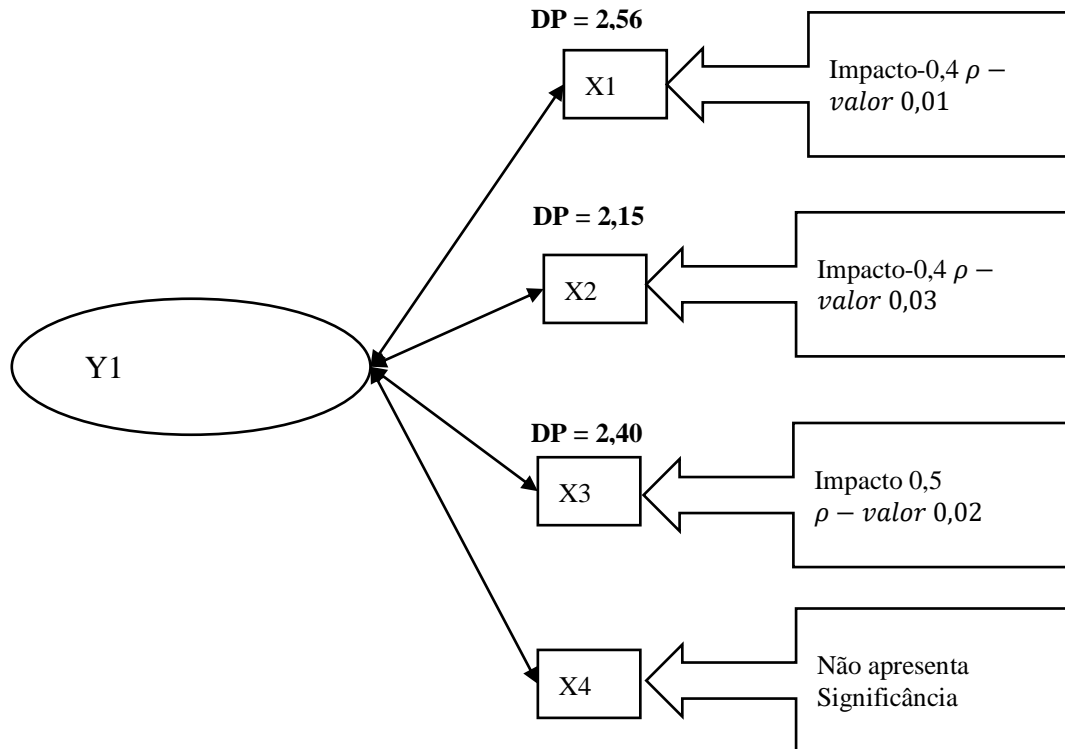 DP = 2,56
X1
Impacto-0,4 𝜌 −
𝑣𝑎𝑙𝑜𝑟 0,01
DP = 2,15
X2
Impacto-0,4 𝜌 −
𝑣𝑎𝑙𝑜𝑟 0,03
Y1
DP = 2,40
X3
Impacto 0,5
𝜌 − 𝑣𝑎𝑙𝑜𝑟 0,02
X4
Não apresenta
Significância